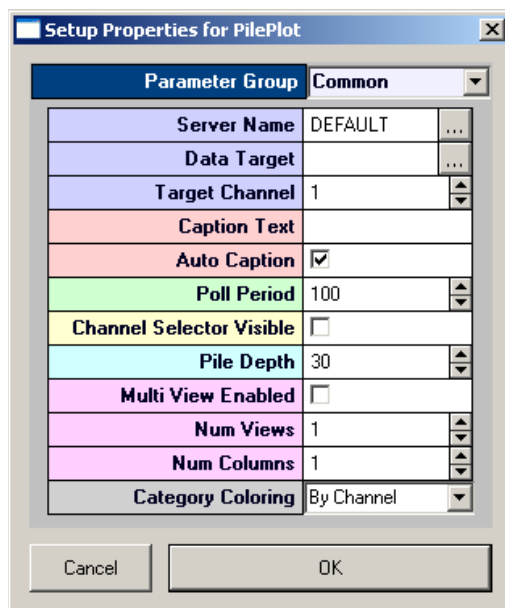 Setup Properties for PilePlot
Parameter Group Common
Server Name DEFAULT ...
Data Target ...
Target Channel 1
Caption Text
Auto Caption
Poll Period 100
Channel Selector Visible
Pile Depth 30
Multi View Enabled
Num Views 1
Num Columns 1
Category Coloring By Channel
Cancel OK